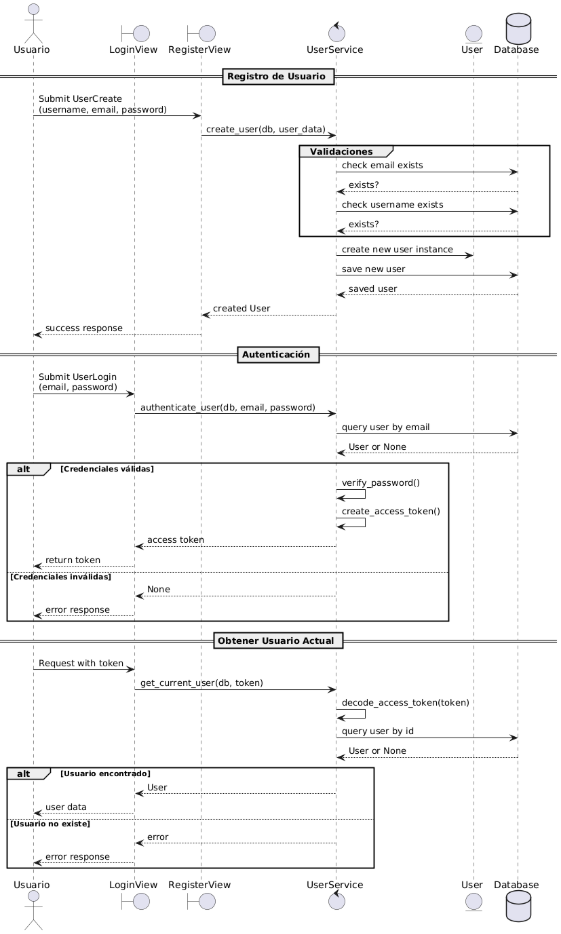 Usuario LoginView RegisterView UserService User Database
Registro de Usuario
Submit UserCreate
(username, email, password)
create_user(db, user_data)
Validaciones
check email exists
exists?
check username exists
exists?
create new user instance
save new user
saved user
created User
success response
Autenticación
Submit UserLogin
(email, password)
authenticate_user(db, email, password)
query user by email
User or None
alt [Credenciales válidas]
verify_password()
create_access_token()
access token
return token
[Credenciales inválidas]
None
error response
Obtener Usuario Actual
Request with token
get_current_user(db, token)
decode_access_token(token)
query user by id
User or None
alt [Usuario encontrado]
User
user data
[Usuario no existe]
error
error response
Usuario LoginView RegisterView UserService User Database